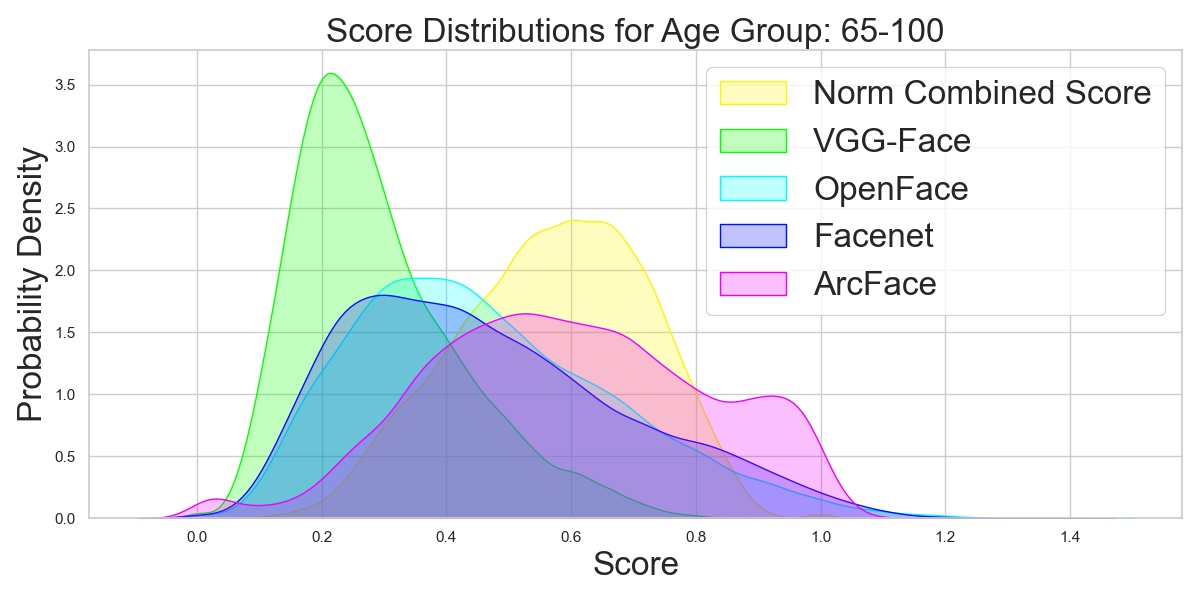 Score Distributions for Age Group: 65-100
Norm Combined Score
VGG-Face
OpenFace
Facenet
ArcFace
Probability Density
3.5
3.0
2.5
2.0
1.5
1.0
0.5
0.0
0.0 0.2 0.4 0.6 0.8 1.0 1.2 1.4
Score